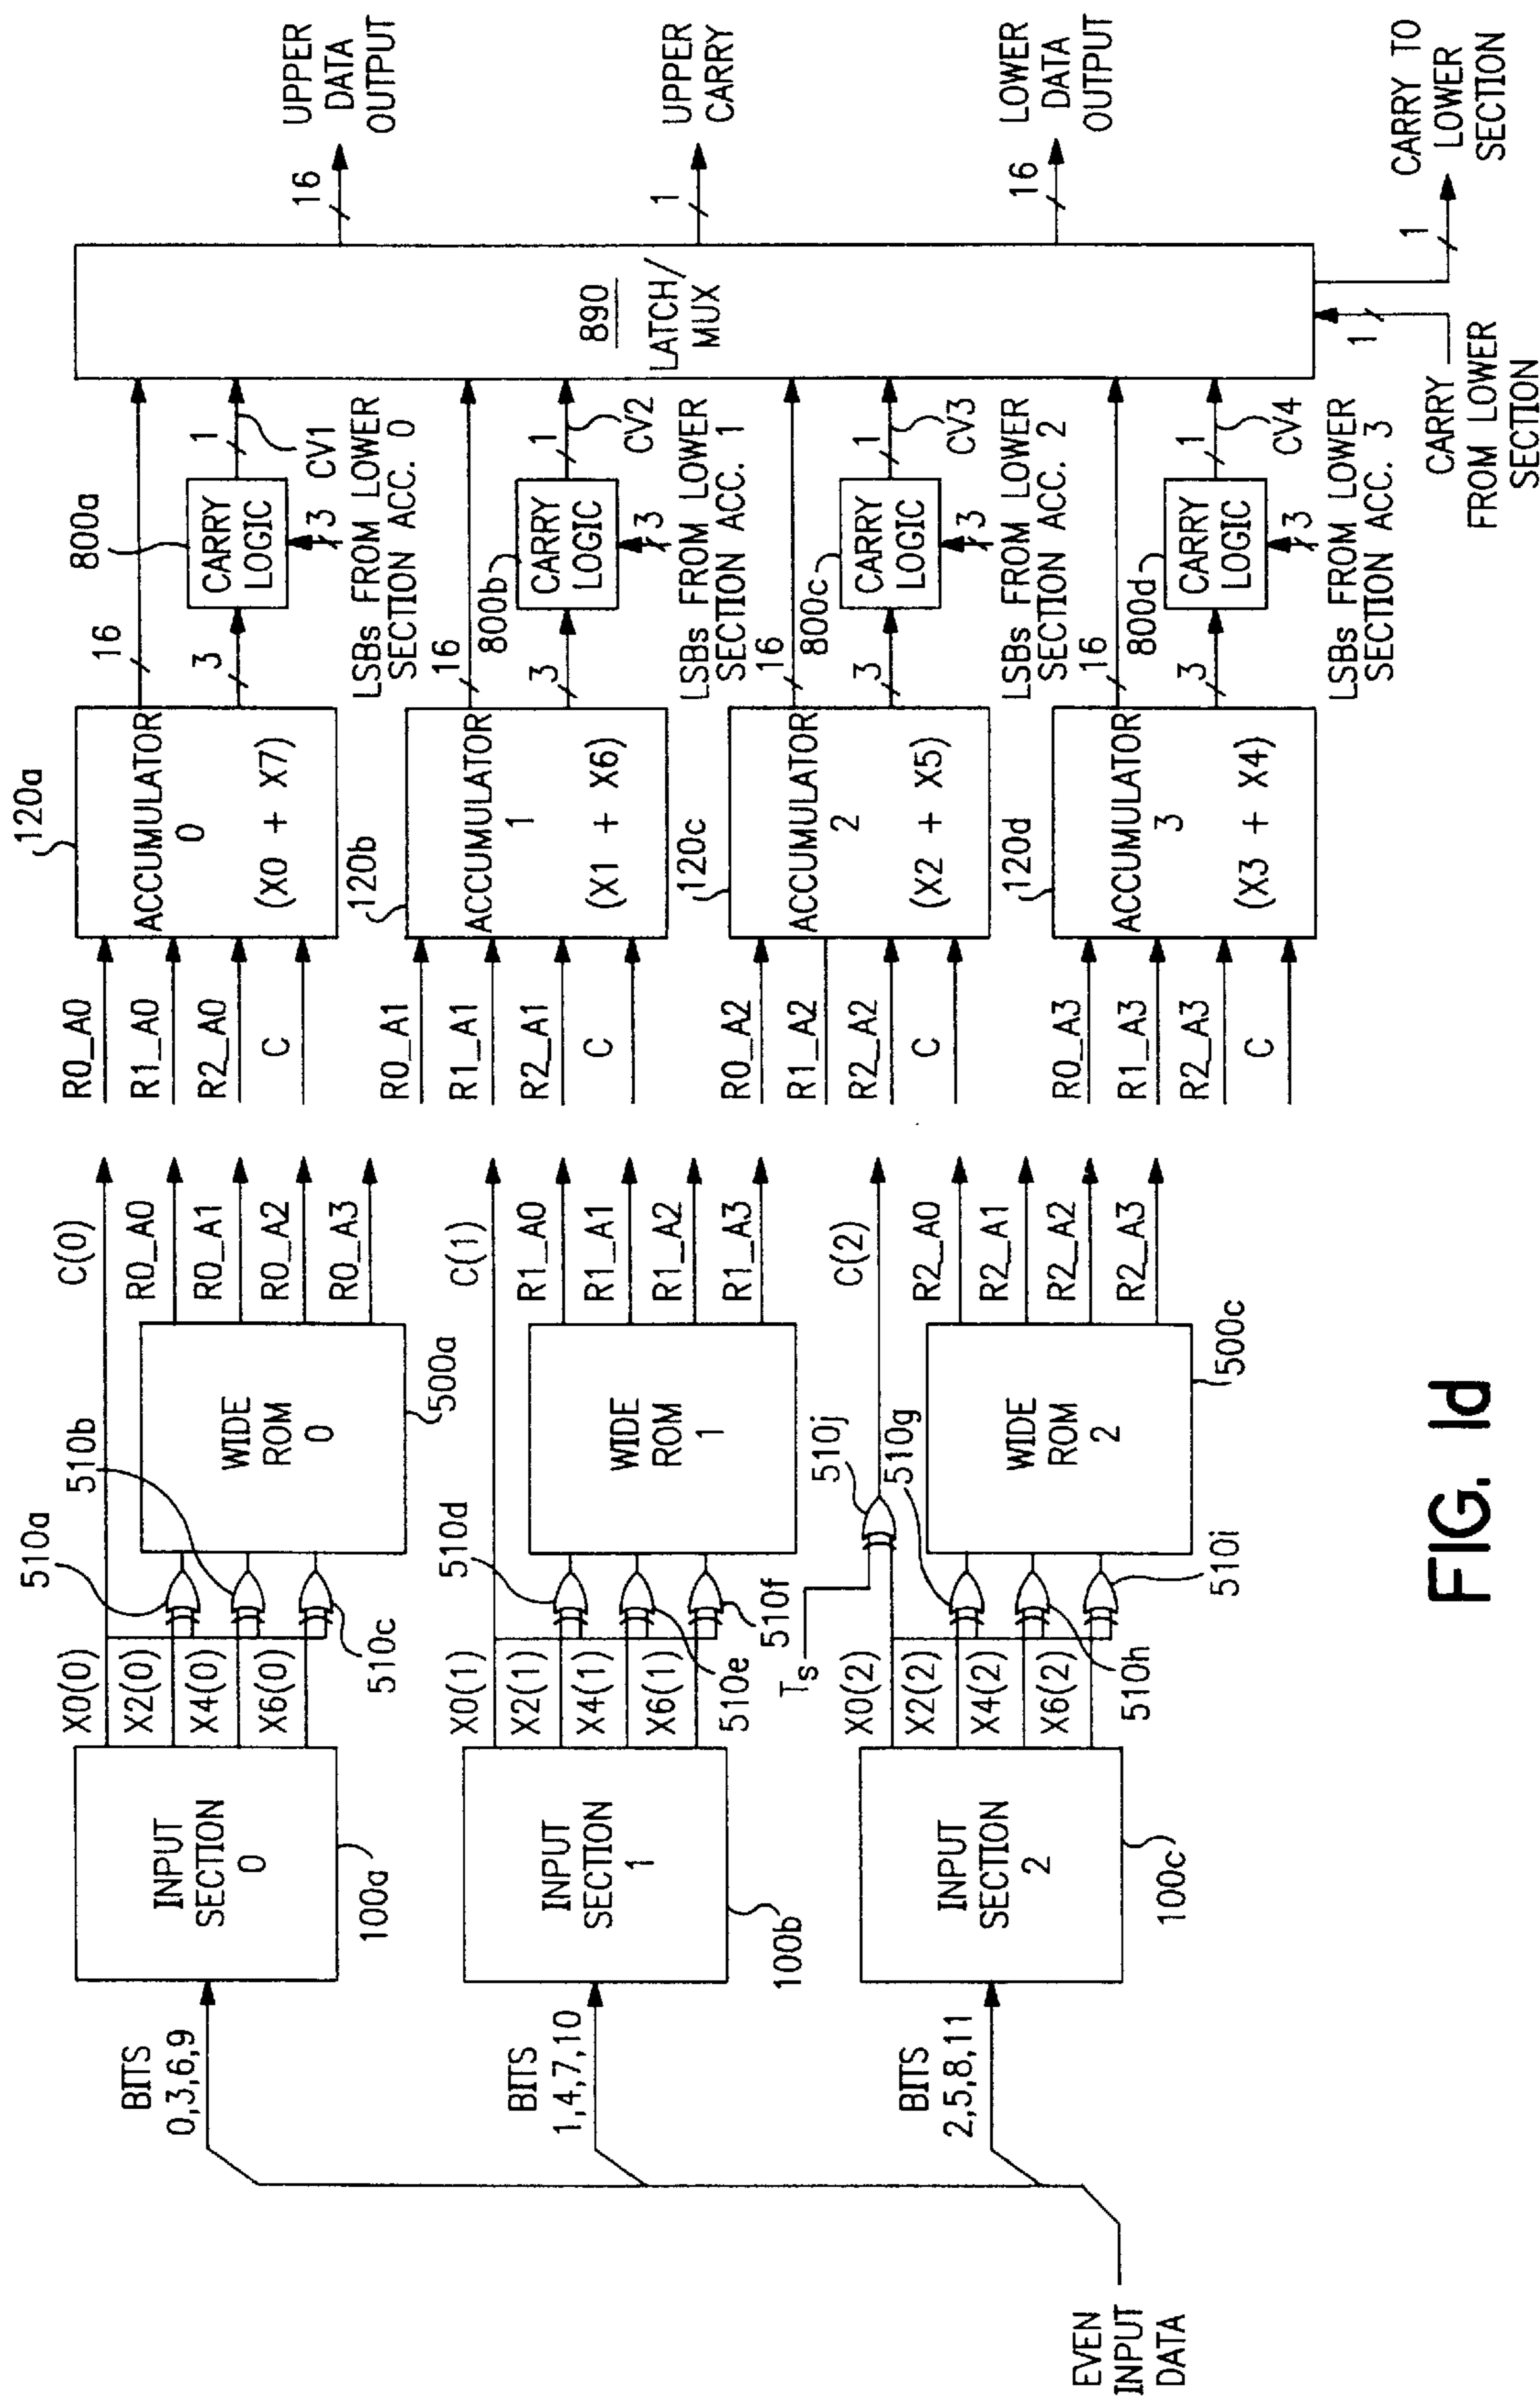 EVEN
INPUT
DATA
BITS
0,3,6,9
INPUT
SECTION
0
100a
X0(0)
X2(0)
X4(0)
X6(0)
510a
510b
510c
WIDE
ROM
0
500a
C(0)
R0_A0
R0_A1
R0_A2
R0_A3
BITS
1,4,7,10
INPUT
SECTION
1
100b
X0(1)
X2(1)
X4(1)
X6(1)
510d
510e
510f
WIDE
ROM
1
C(1)
R1_A0
R1_A1
R1_A2
R1_A3
BITS
2,5,8,11
INPUT
SECTION
2
100c
Ts
X0(2)
X2(2)
X4(2)
X6(2)
510j
510g
510h
510i
WIDE
ROM
2
500c
C(2)
R2_A0
R2_A1
R2_A2
R2_A3
R0_A0
R1_A0
R2_A0
C
120a
ACCUMULATOR
0
(X0 + X7)
16
3
800a
CARRY
LOGIC
3
1
CV1
LSBs FROM LOWER
SECTION ACC. 0
R0_A1
R1_A1
R2_A1
C
120b
ACCUMULATOR
1
(X1 + X6)
16
3
800b
CARRY
LOGIC
3
16
1
CV2
LSBs FROM LOWER
SECTION ACC. 1
R0_A2
R1_A2
R2_A2
C
120c
ACCUMULATOR
2
(X2 + X5)
16
3
800c
CARRY
LOGIC
3
16
1
CV3
LSBs FROM LOWER
SECTION ACC. 2
R0_A3
R1_A3
R2_A3
C
120d
ACCUMULATOR
3
(X3 + X4)
16
3
800d
CARRY
LOGIC
3
1
CV4
LSBs FROM LOWER
SECTION ACC. 3
890
LATCH/
MUX
16
UPPER
DATA
OUTPUT
1
UPPER
CARRY
16
LOWER
DATA
OUTPUT
1
CARRY
FROM LOWER
SECTION
1
CARRY TO
LOWER
SECTION
FIG. 1d